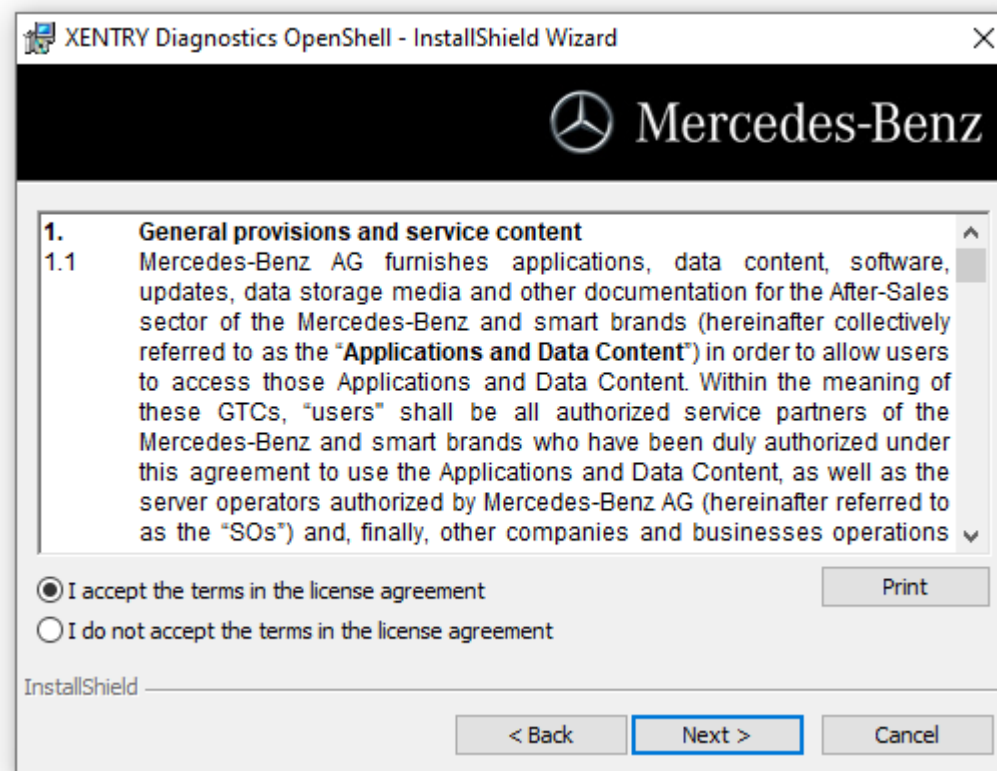 XENTRY Diagnostics OpenShell - InstallShield Wizard
Mercedes-Benz
1. General provisions and service content
1.1 Mercedes-Benz AG furnishes applications, data content, software,
updates, data storage media and other documentation for the After-Sales
sector of the Mercedes-Benz and smart brands (hereinafter collectively
referred to as the “Applications and Data Content”) in order to allow users
to access those Applications and Data Content. Within the meaning of
these GTCs, “users" shall be all authorized service partners of the
Mercedes-Benz and smart brands who have been duly authorized under
this agreement to use the Applications and Data Content, as well as the
server operators authorized by Mercedes-Benz AG (hereinafter referred to
as the “SOs”) and, finally, other companies and businesses operations
I accept the terms in the license agreement
Print
I do not accept the terms in the license agreement
InstallShield
< Back
Next >
Cancel